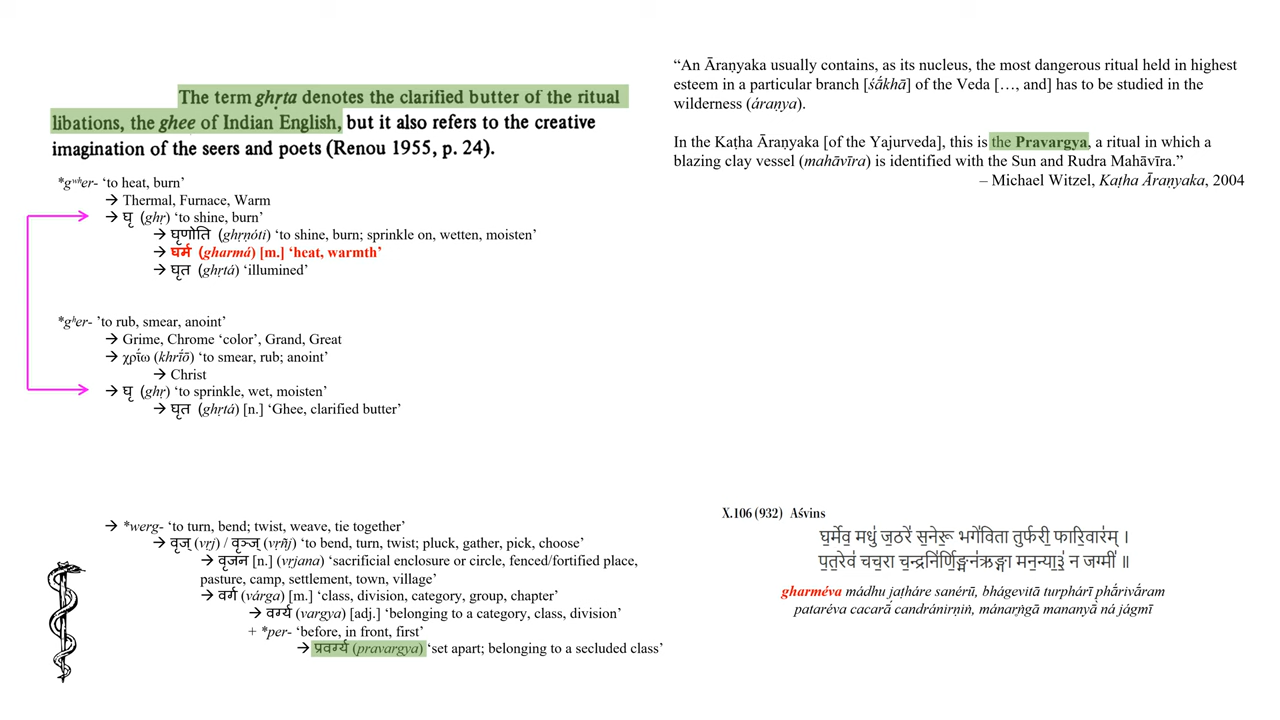 The term ghṛta denotes the clarified butter of the ritual
libations, the ghee of Indian English, but it also refers to the creative
imagination of the seers and poets (Renou 1955, p. 24).
*gʷʰer- ‘to heat, burn’
→ Thermal, Furnace, Warm
→ घृ (ghṛ) ‘to shine, burn’
→ घृणोति (ghṛṇóti) ‘to shine, burn; sprinkle on, wetten, moisten’
→ घर्म (gharmá) [m.] ‘heat, warmth’
→ घृत (ghṛtá) ‘illumined’
*gʰer- ’to rub, smear, anoint’
→ Grime, Chrome ‘color’, Grand, Great
→ χρῑ́ω (khrī́ō) ‘to smear, rub; anoint’
→ Christ
→ घृ (ghṛ) ‘to sprinkle, wet, moisten’
→ घृत (ghṛtá) [n.] ‘Ghee, clarified butter’
→ *werg- ‘to turn, bend; twist, weave, tie together’
→ वृज् (vṛj) / वृञ्ज् (vṛñj) ‘to bend, turn, twist; pluck, gather, pick, choose’
→ वृजन [n.] (vṛjana) ‘sacrificial enclosure or circle, fenced/fortified place,
pasture, camp, settlement, town, village’
→ वर्ग (várga) [m.] ‘class, division, category, group, chapter’
→ वर्ग्य (vargya) [adj.] ‘belonging to a category, class, division’
+ *per- ‘before, in front, first’
→ प्रवर्ग्य (pravargya) ‘set apart; belonging to a secluded class’
“An Āraṇyaka usually contains, as its nucleus, the most dangerous ritual held in highest
esteem in a particular branch [śā́khā] of the Veda […, and] has to be studied in the
wilderness (áraṇya).
In the Kaṭha Āraṇyaka [of the Yajurveda], this is the Pravargya, a ritual in which a
blazing clay vessel (mahāvīra) is identified with the Sun and Rudra Mahāvīra.”
– Michael Witzel, Kaṭha Āraṇyaka, 2004
X.106 (932) Aśvins
घ॒र्मेव॒ मधु॑ ज॒ठरे॑ स॒नेरू॒ भगे॑विता तु॒र्फरी॒ फारि॒वार॑म् ।
प॒त॒रेव॑ चच॒रा च॒न्द्रनि॑र्णि॒ङ्मन॑ऋङ्गा मन॒न्या॒३॒॑ न जग्मी॑ ॥
gharméva mádhu jaṭháre sanérū, bhágevitā turphárī phā́rivā́ram
pataréva cacarā́ candránirṇiṅ, mánarṅgā mananyā̀ ná jágmī